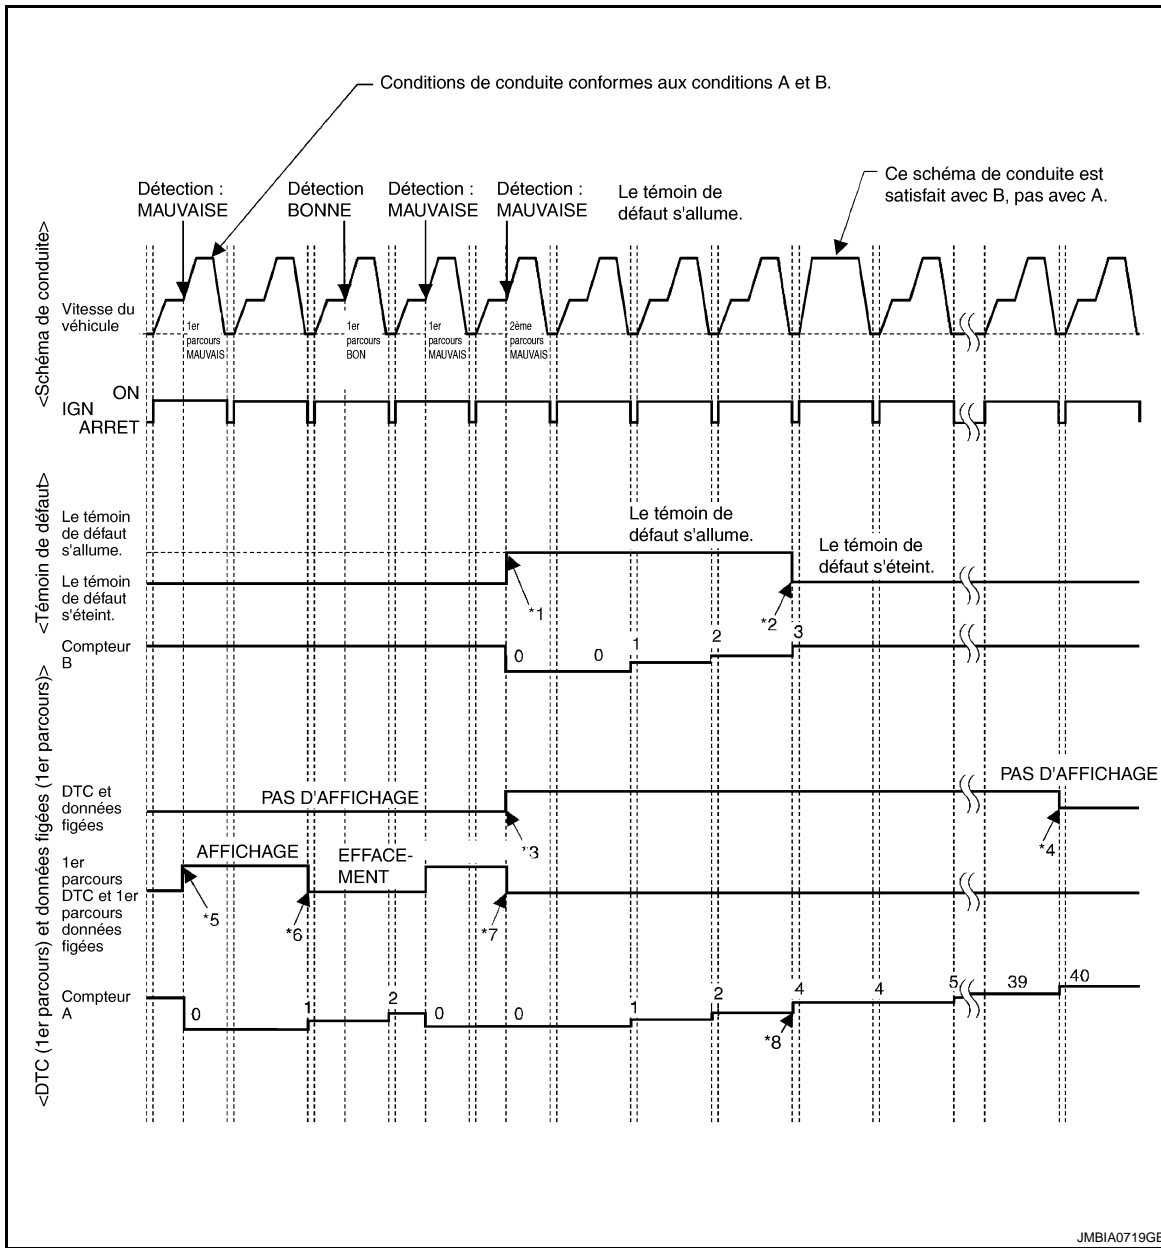 Conditions de conduite conformes aux conditions A et B.
Détection :
MAUVAISE
Détection
BONNE
Détection :
MAUVAISE
Détection :
MAUVAISE
Le témoin de
défaut s'allume.
Ce schéma de conduite est
satisfait avec B, pas avec A.
<Schéma de conduite>
Vitesse du
véhicule
1er
parcours
MAUVAIS
1er
parcours
BON
1er
parcours
MAUVAIS
2ème
parcours
MAUVAIS
ON
IGN
ARRET
<Témoin de défaut>
Le témoin
de défaut
s'allume.
Le témoin
de défaut
s'éteint.
Le témoin de
défaut s'allume.
Le témoin de
défaut s'éteint.
*1
*2
Compteur
B
0 0 1 2 3
<DTC (1er parcours) et données figées (1er parcours)>
DTC et
données
figées
PAS D'AFFICHAGE
PAS D'AFFICHAGE
*3
*4
1er
parcours
DTC et 1er
parcours
données
figées
AFFICHAGE
EFFACE-
MENT
*5
*6
*7
Compteur
A
0 1 2 0 0 1 2 4 4 5 39 40
*8
JMBIA0719GB